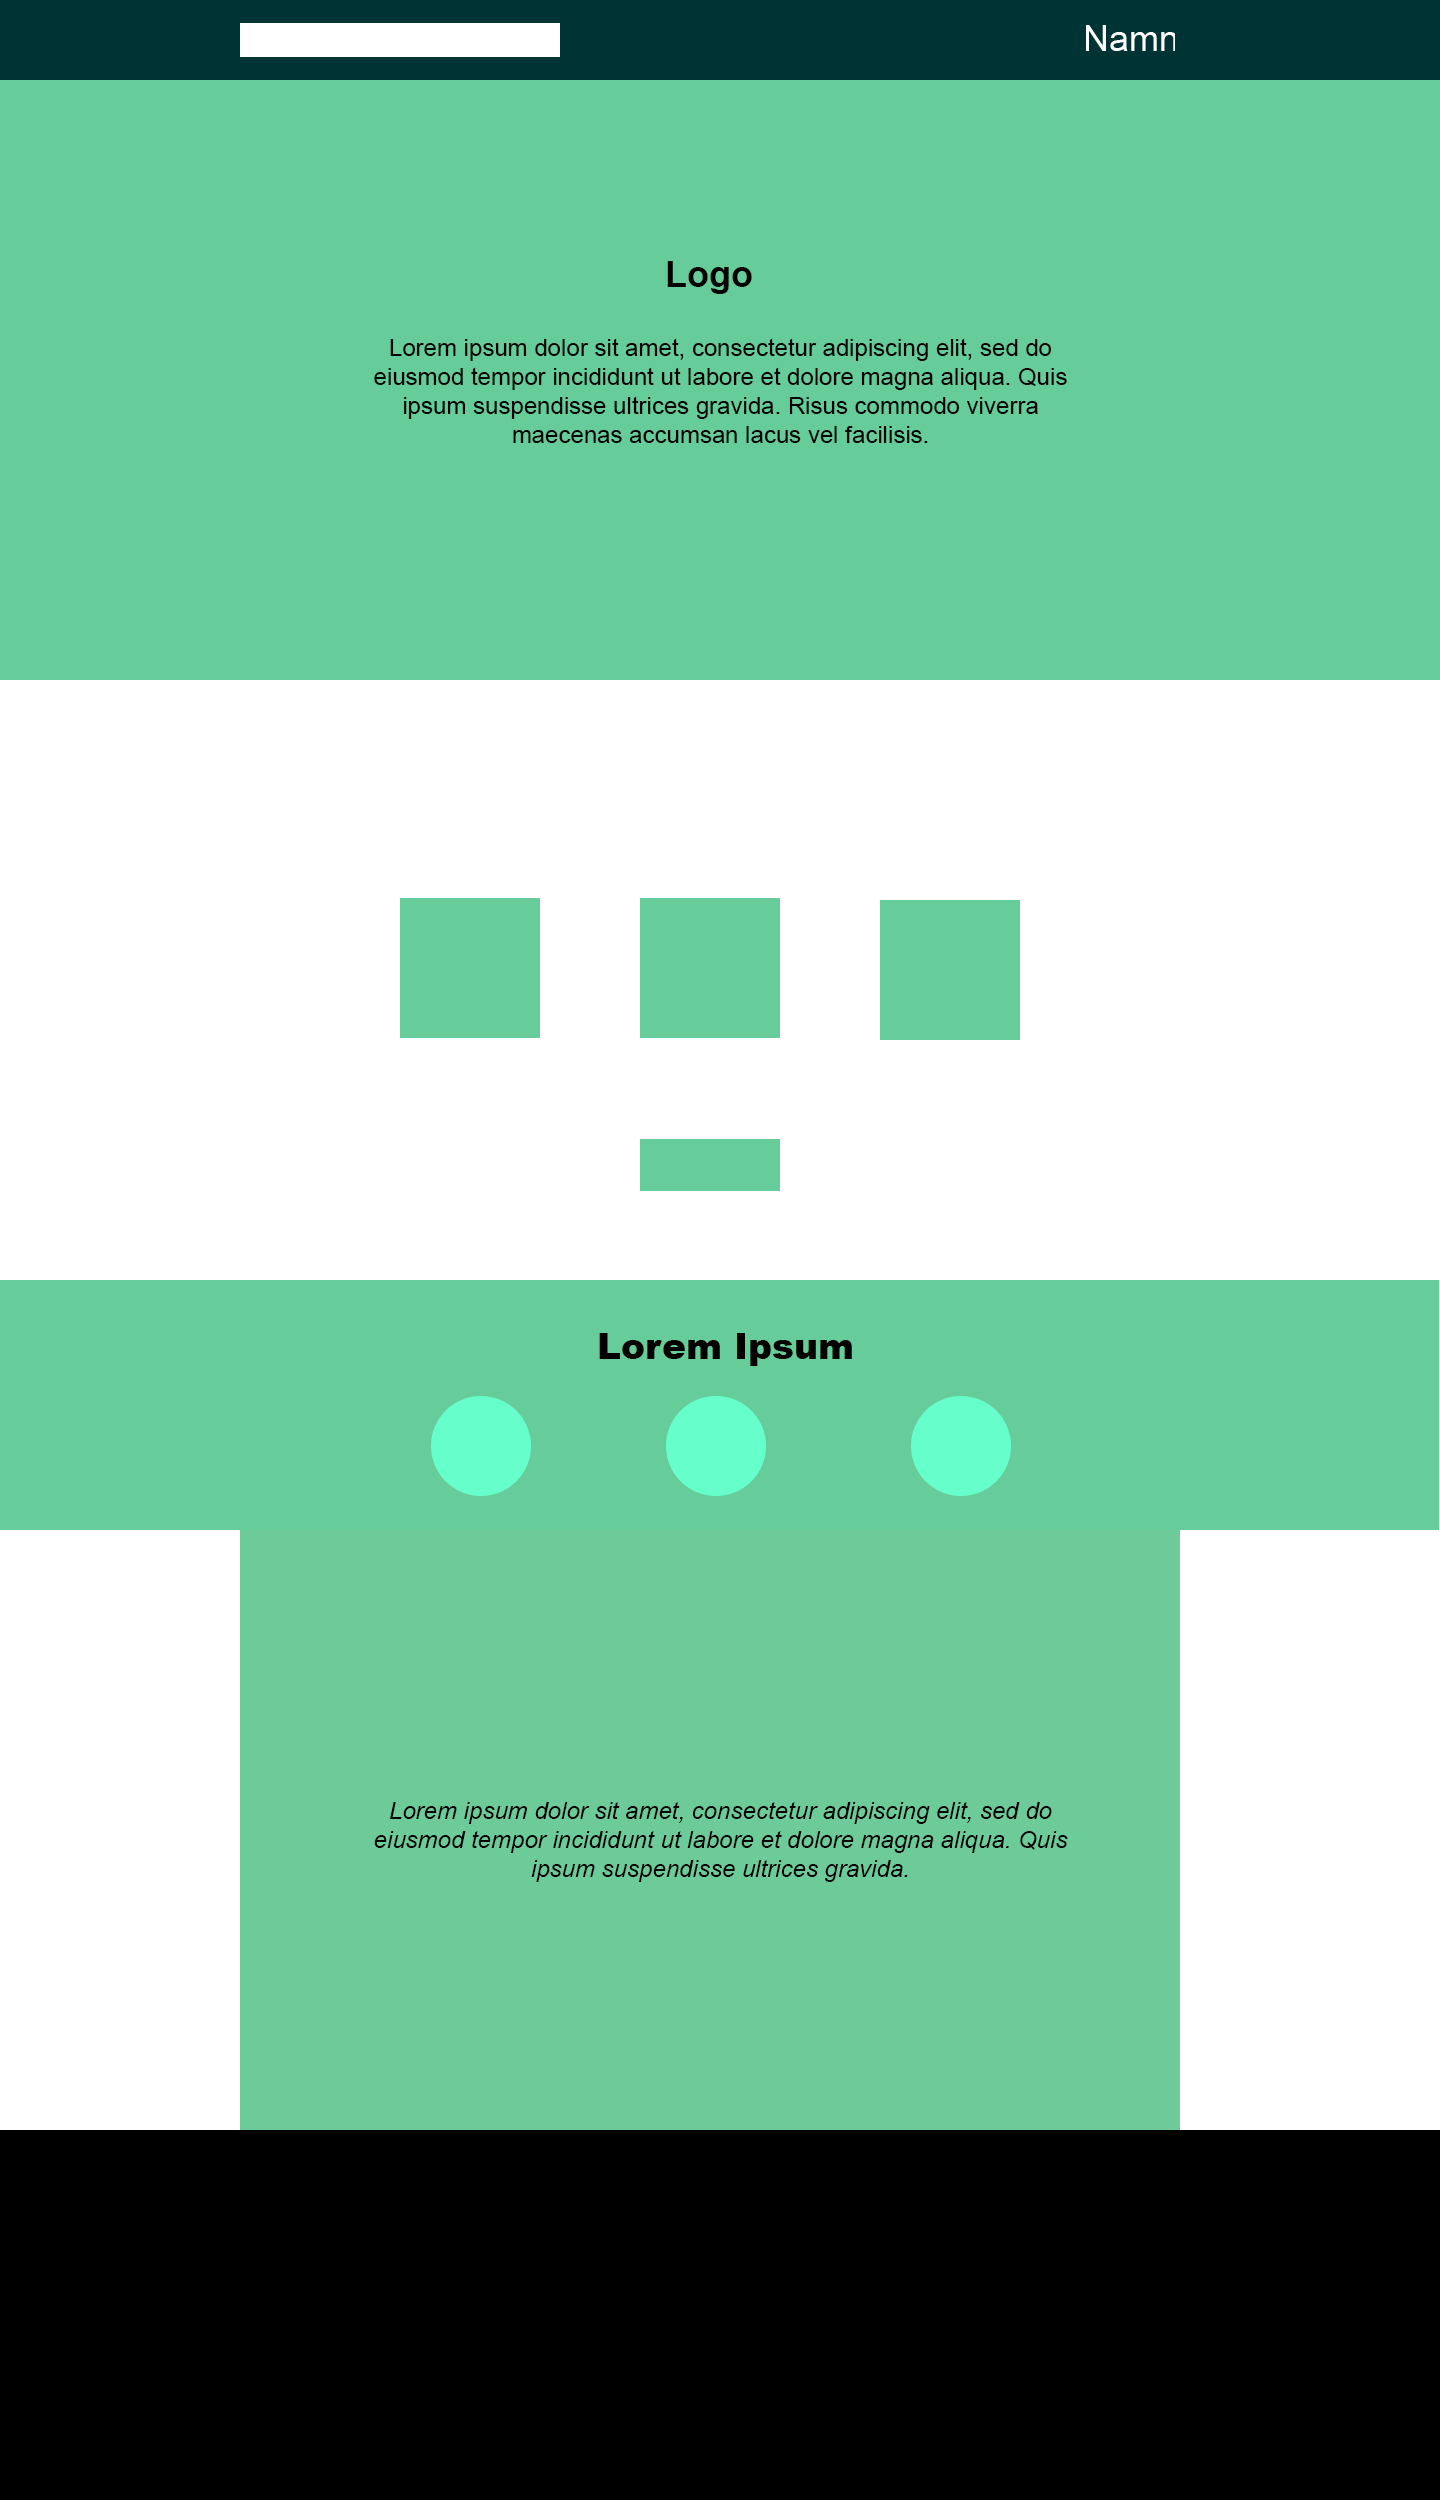 Namn
Logo
Lorem ipsum dolor sit amet, consectetur adipiscing elit, sed do
eiusmod tempor incididunt ut labore et dolore magna aliqua. Quis
ipsum suspendisse ultrices gravida. Risus commodo viverra
maecenas accumsan lacus vel facilisis.
Lorem Ipsum
Lorem ipsum dolor sit amet, consectetur adipiscing elit, sed do
eiusmod tempor incididunt ut labore et dolore magna aliqua. Quis
ipsum suspendisse ultrices gravida.